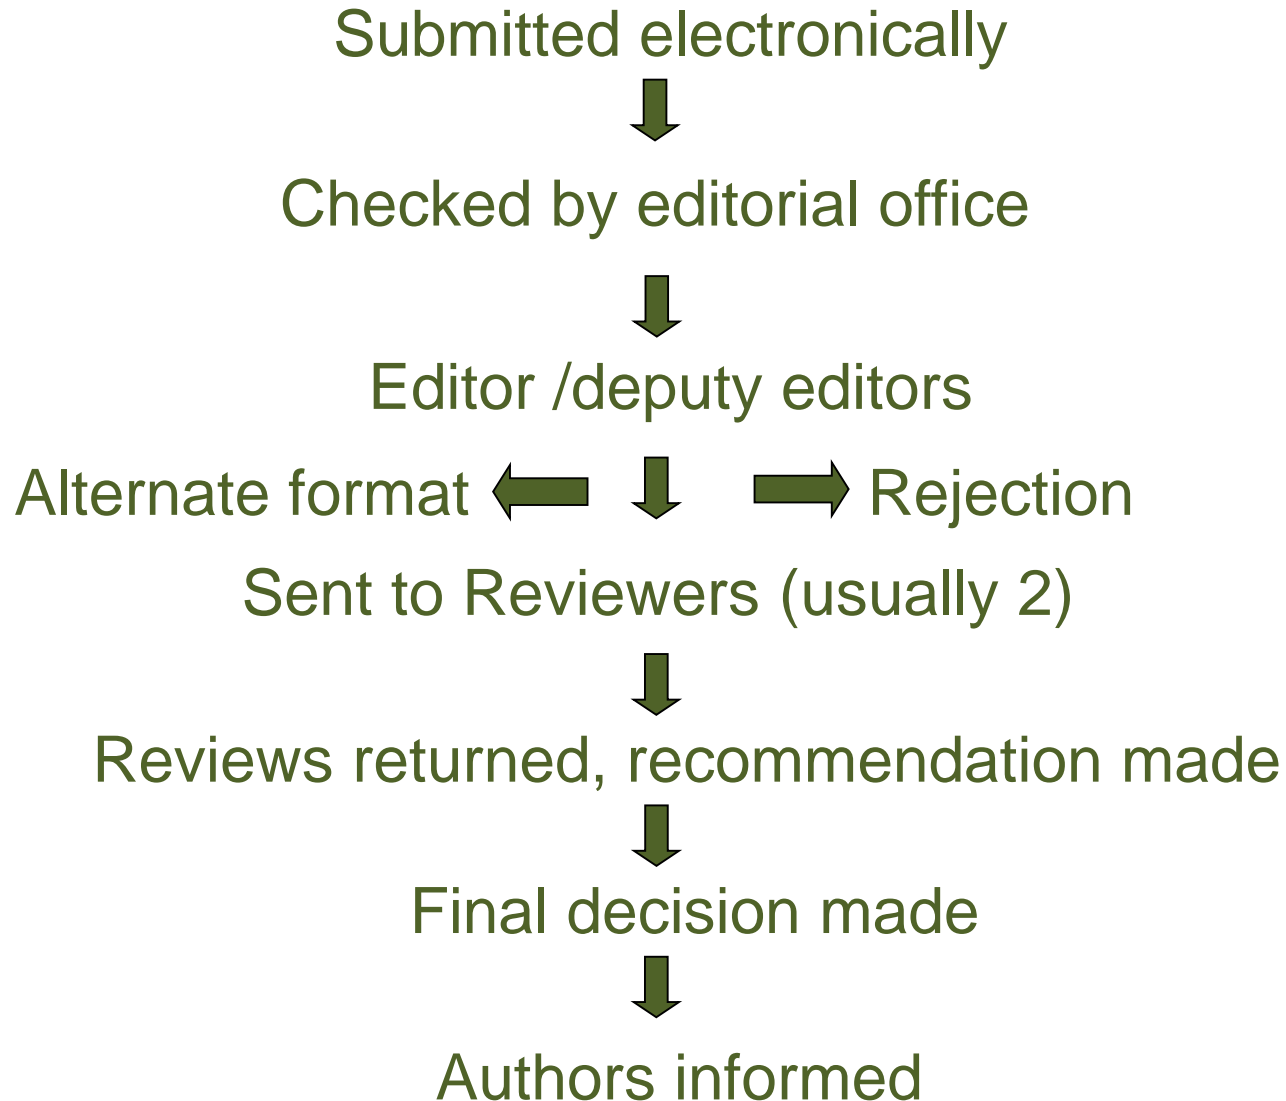 Submitted electronically
Checked by editorial office
Editor /deputy editors
Alternate format
Rejection
Sent to Reviewers (usually 2)
Reviews returned, recommendation made
Final decision made
Authors informed